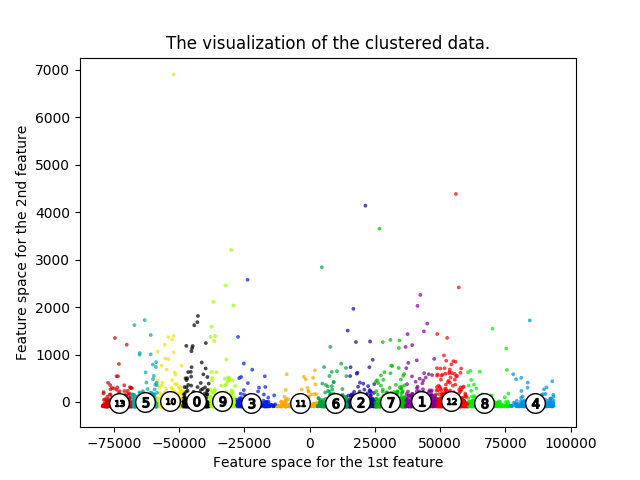 The visualization of the clustered data.
Feature space for the 2nd feature
7000
6000
5000
4000
3000
2000
1000
0
13 5 10 0 9 3 11 6 2 7 1 12 8 4
−75000 −50000 −25000 0 25000 50000 75000 100000
Feature space for the 1st feature